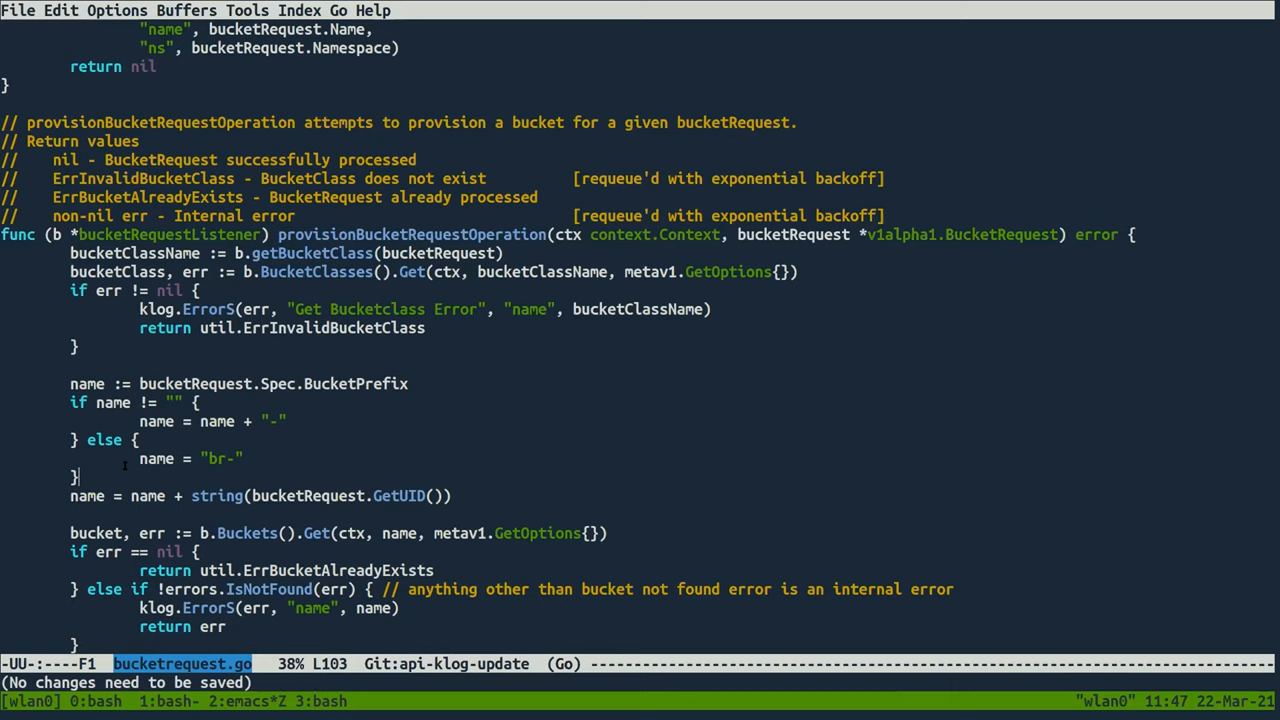 File Edit Options Buffers Tools Index Go Help
"name", bucketRequest.Name,
"ns", bucketRequest.Namespace)
return nil
}
// provisionBucketRequestOperation attempts to provision a bucket for a given bucketRequest.
// Return values
//    nil - BucketRequest successfully processed
//    ErrInvalidBucketClass - BucketClass does not exist          [requeue'd with exponential backoff]
//    ErrBucketAlreadyExists - BucketRequest already processed
//    non-nil err - Internal error                                [requeue'd with exponential backoff]
func (b *bucketRequestListener) provisionBucketRequestOperation(ctx context.Context, bucketRequest *v1alpha1.BucketRequest) error {
bucketClassName := b.getBucketClass(bucketRequest)
bucketClass, err := b.BucketClasses().Get(ctx, bucketClassName, metav1.GetOptions{})
if err != nil {
klog.ErrorS(err, "Get Bucketclass Error", "name", bucketClassName)
return util.ErrInvalidBucketClass
}
name := bucketRequest.Spec.BucketPrefix
if name != "" {
name = name + "-"
} else {
name = "br-"
}
name = name + string(bucketRequest.GetUID())
bucket, err := b.Buckets().Get(ctx, name, metav1.GetOptions{})
if err == nil {
return util.ErrBucketAlreadyExists
} else if !errors.IsNotFound(err) { // anything other than bucket not found error is an internal error
klog.ErrorS(err, "name", name)
return err
}
-UU-:----F1  bucketrequest.go   38% L103  Git:api-klog-update  (Go) ----------------------------------------------------------------------
(No changes need to be saved)
[wlan0] 0:bash  1:bash- 2:emacs*Z 3:bash "wlan0" 11:47 22-Mar-21